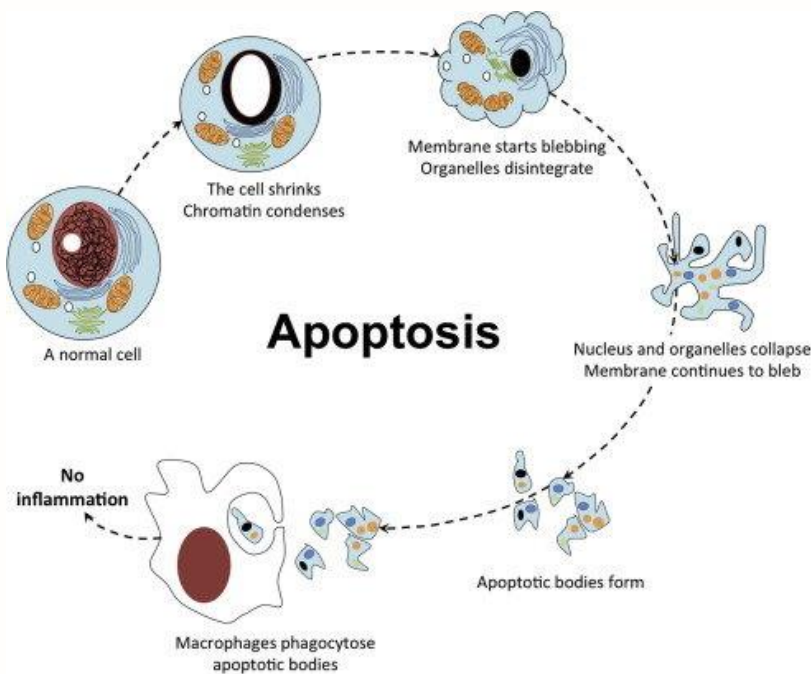 A normal cell
The cell shrinks
Chromatin condenses
Membrane starts blebbing
Organelles disintegrate
Apoptosis
Nucleus and organelles collapse
Membrane continues to bleb
Apoptotic bodies form
Macrophages phagocytose
apoptotic bodies
No
inflammation